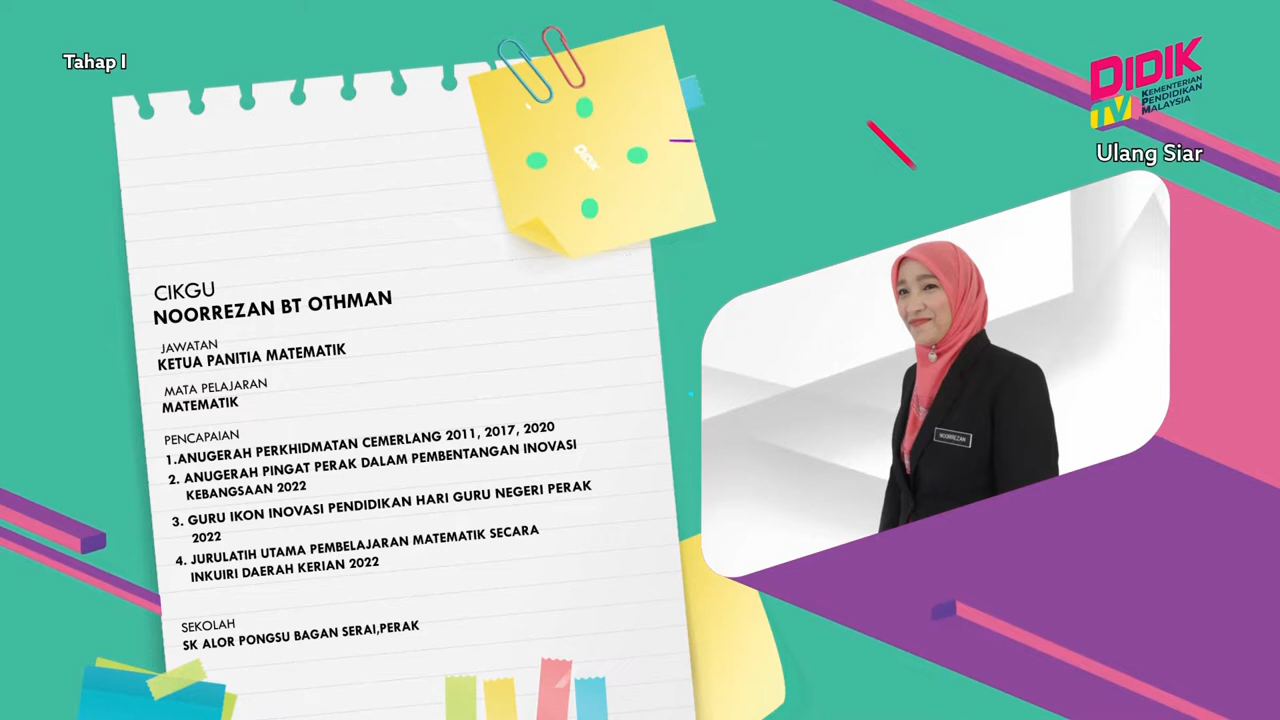 Tahap I
DIDIK
TV
KEMENTERIAN
PENDIDIKAN
MALAYSIA
Ulang Siar
DIDIK
CIKGU
NOORREZAN BT OTHMAN
JAWATAN
KETUA PANITIA MATEMATIK
MATA PELAJARAN
MATEMATIK
PENCAPAIAN
1.ANUGERAH PERKHIDMATAN CEMERLANG 2011, 2017, 2020
2. ANUGERAH PINGAT PERAK DALAM PEMBENTANGAN INOVASI
KEBANGSAAN 2022
3. GURU IKON INOVASI PENDIDIKAN HARI GURU NEGERI PERAK
2022
4. JURULATIH UTAMA PEMBELAJARAN MATEMATIK SECARA
INKUIRI DAERAH KERIAN 2022
SEKOLAH
SK ALOR PONGSU BAGAN SERAI,PERAK
NOORREZAN